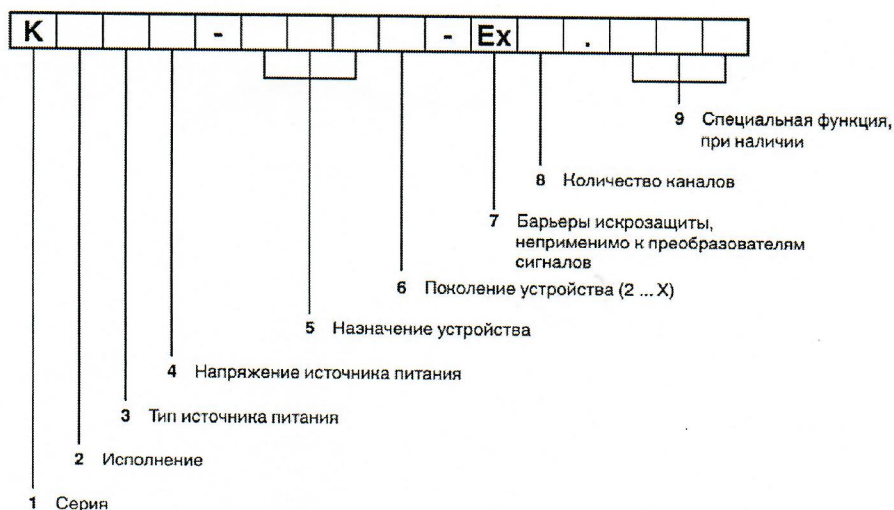 K - - Ex .
9 Специальная функция,
при наличии
8 Количество каналов
7 Барьеры искрозащиты,
неприменимо к преобразователям
сигналов
6 Поколение устройства (2 ... X)
5 Назначение устройства
4 Напряжение источника питания
3 Тип источника питания
2 Исполнение
1 Серия